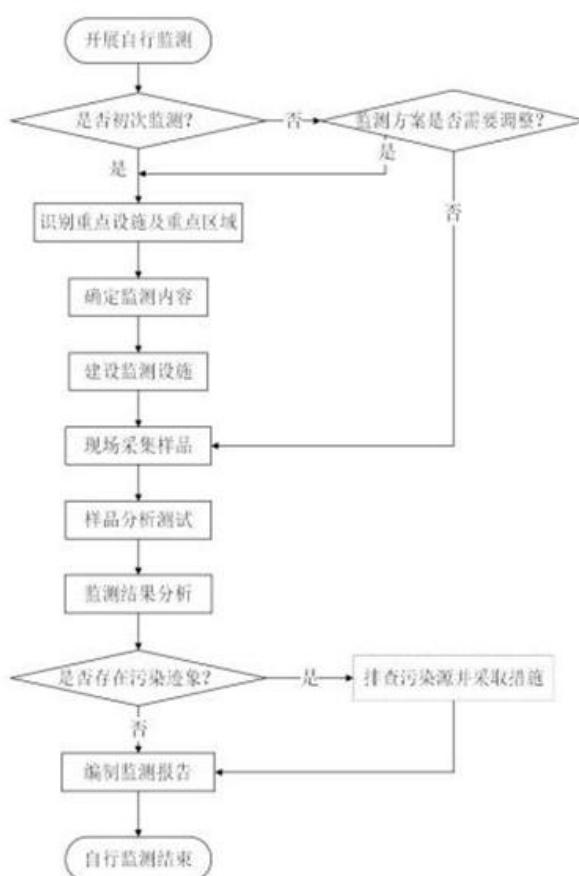 开展自行监测
是否初次监测?
否
监测方案是否需要调整?
是
是
否
识别重点设施及重点区域
确定监测内容
建设监测设施
现场采集样品
样品分析测试
监测结果分析
是否存在污染迹象?
是
排查污染源并采取措施
否
编制监测报告
自行监测结束